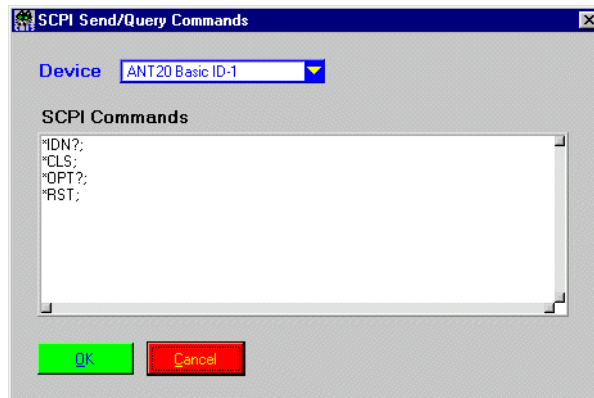 SCPI Send/Query Commands
Device ANT20 Basic ID-1
SCPI Commands
*IDN?;
*CLS;
*OPT?;
*RST;
OK Cancel